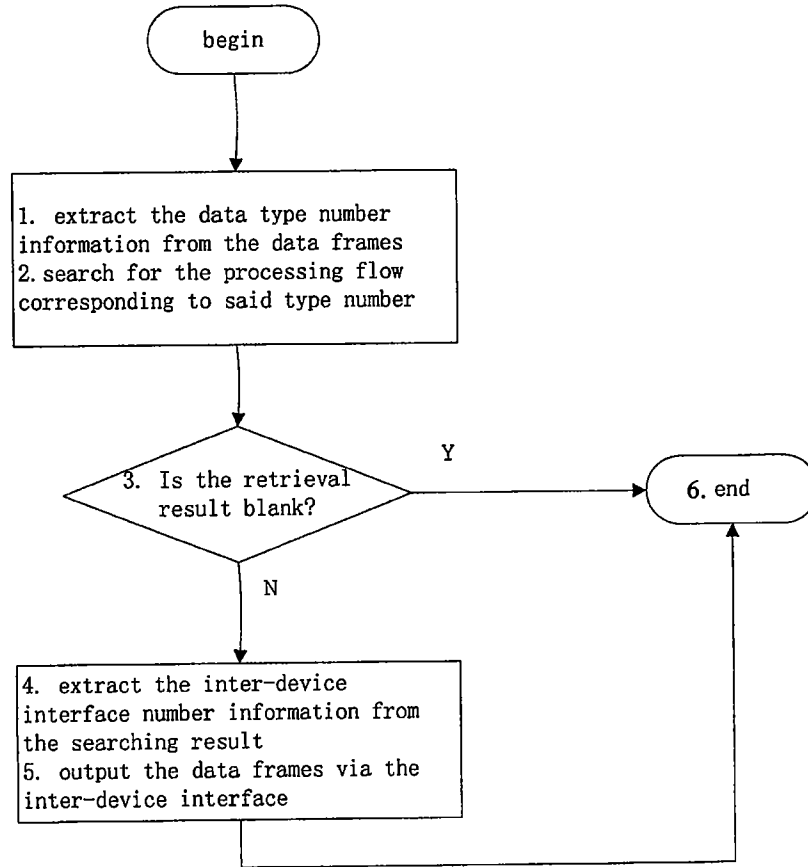 begin
1. extract the data type number
information from the data frames
2. search for the processing flow
corresponding to said type number
3. Is the retrieval
result blank?
Y
6. end
N
4. extract the inter-device
interface number information from
the searching result
5. output the data frames via the
inter-device interface